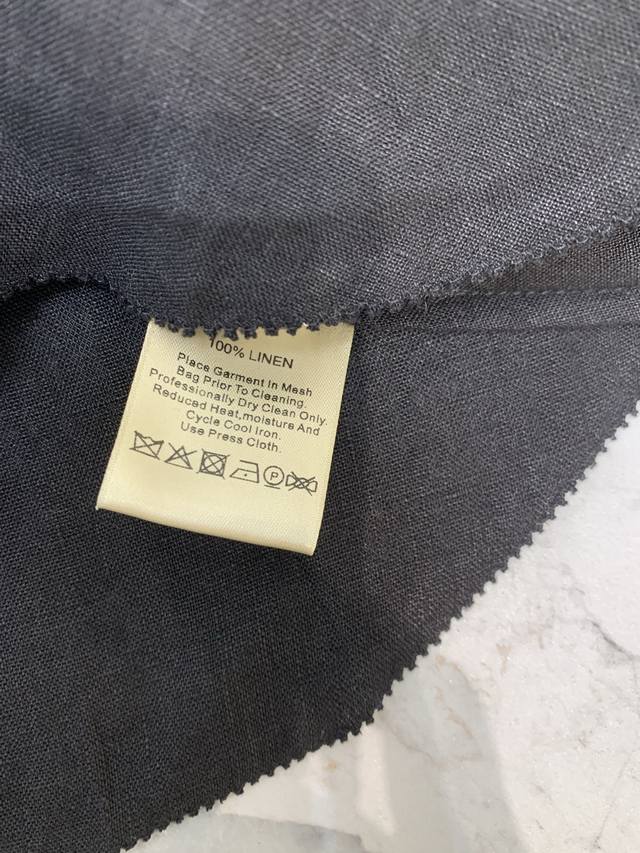 100% LINEN
Place Garment In Mesh
Bag Prior To Cleaning.
Professionally Dry Clean Only.
Reduced Heat,moisture And
Cycle Cool Iron.
Use Press Cloth.
P